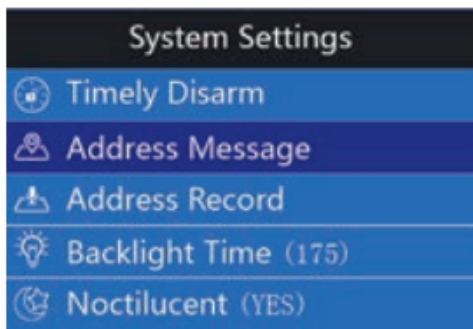 System Settings
Timely Disarm
Address Message
Address Record
Backlight Time (175)
Noctilucent (YES)